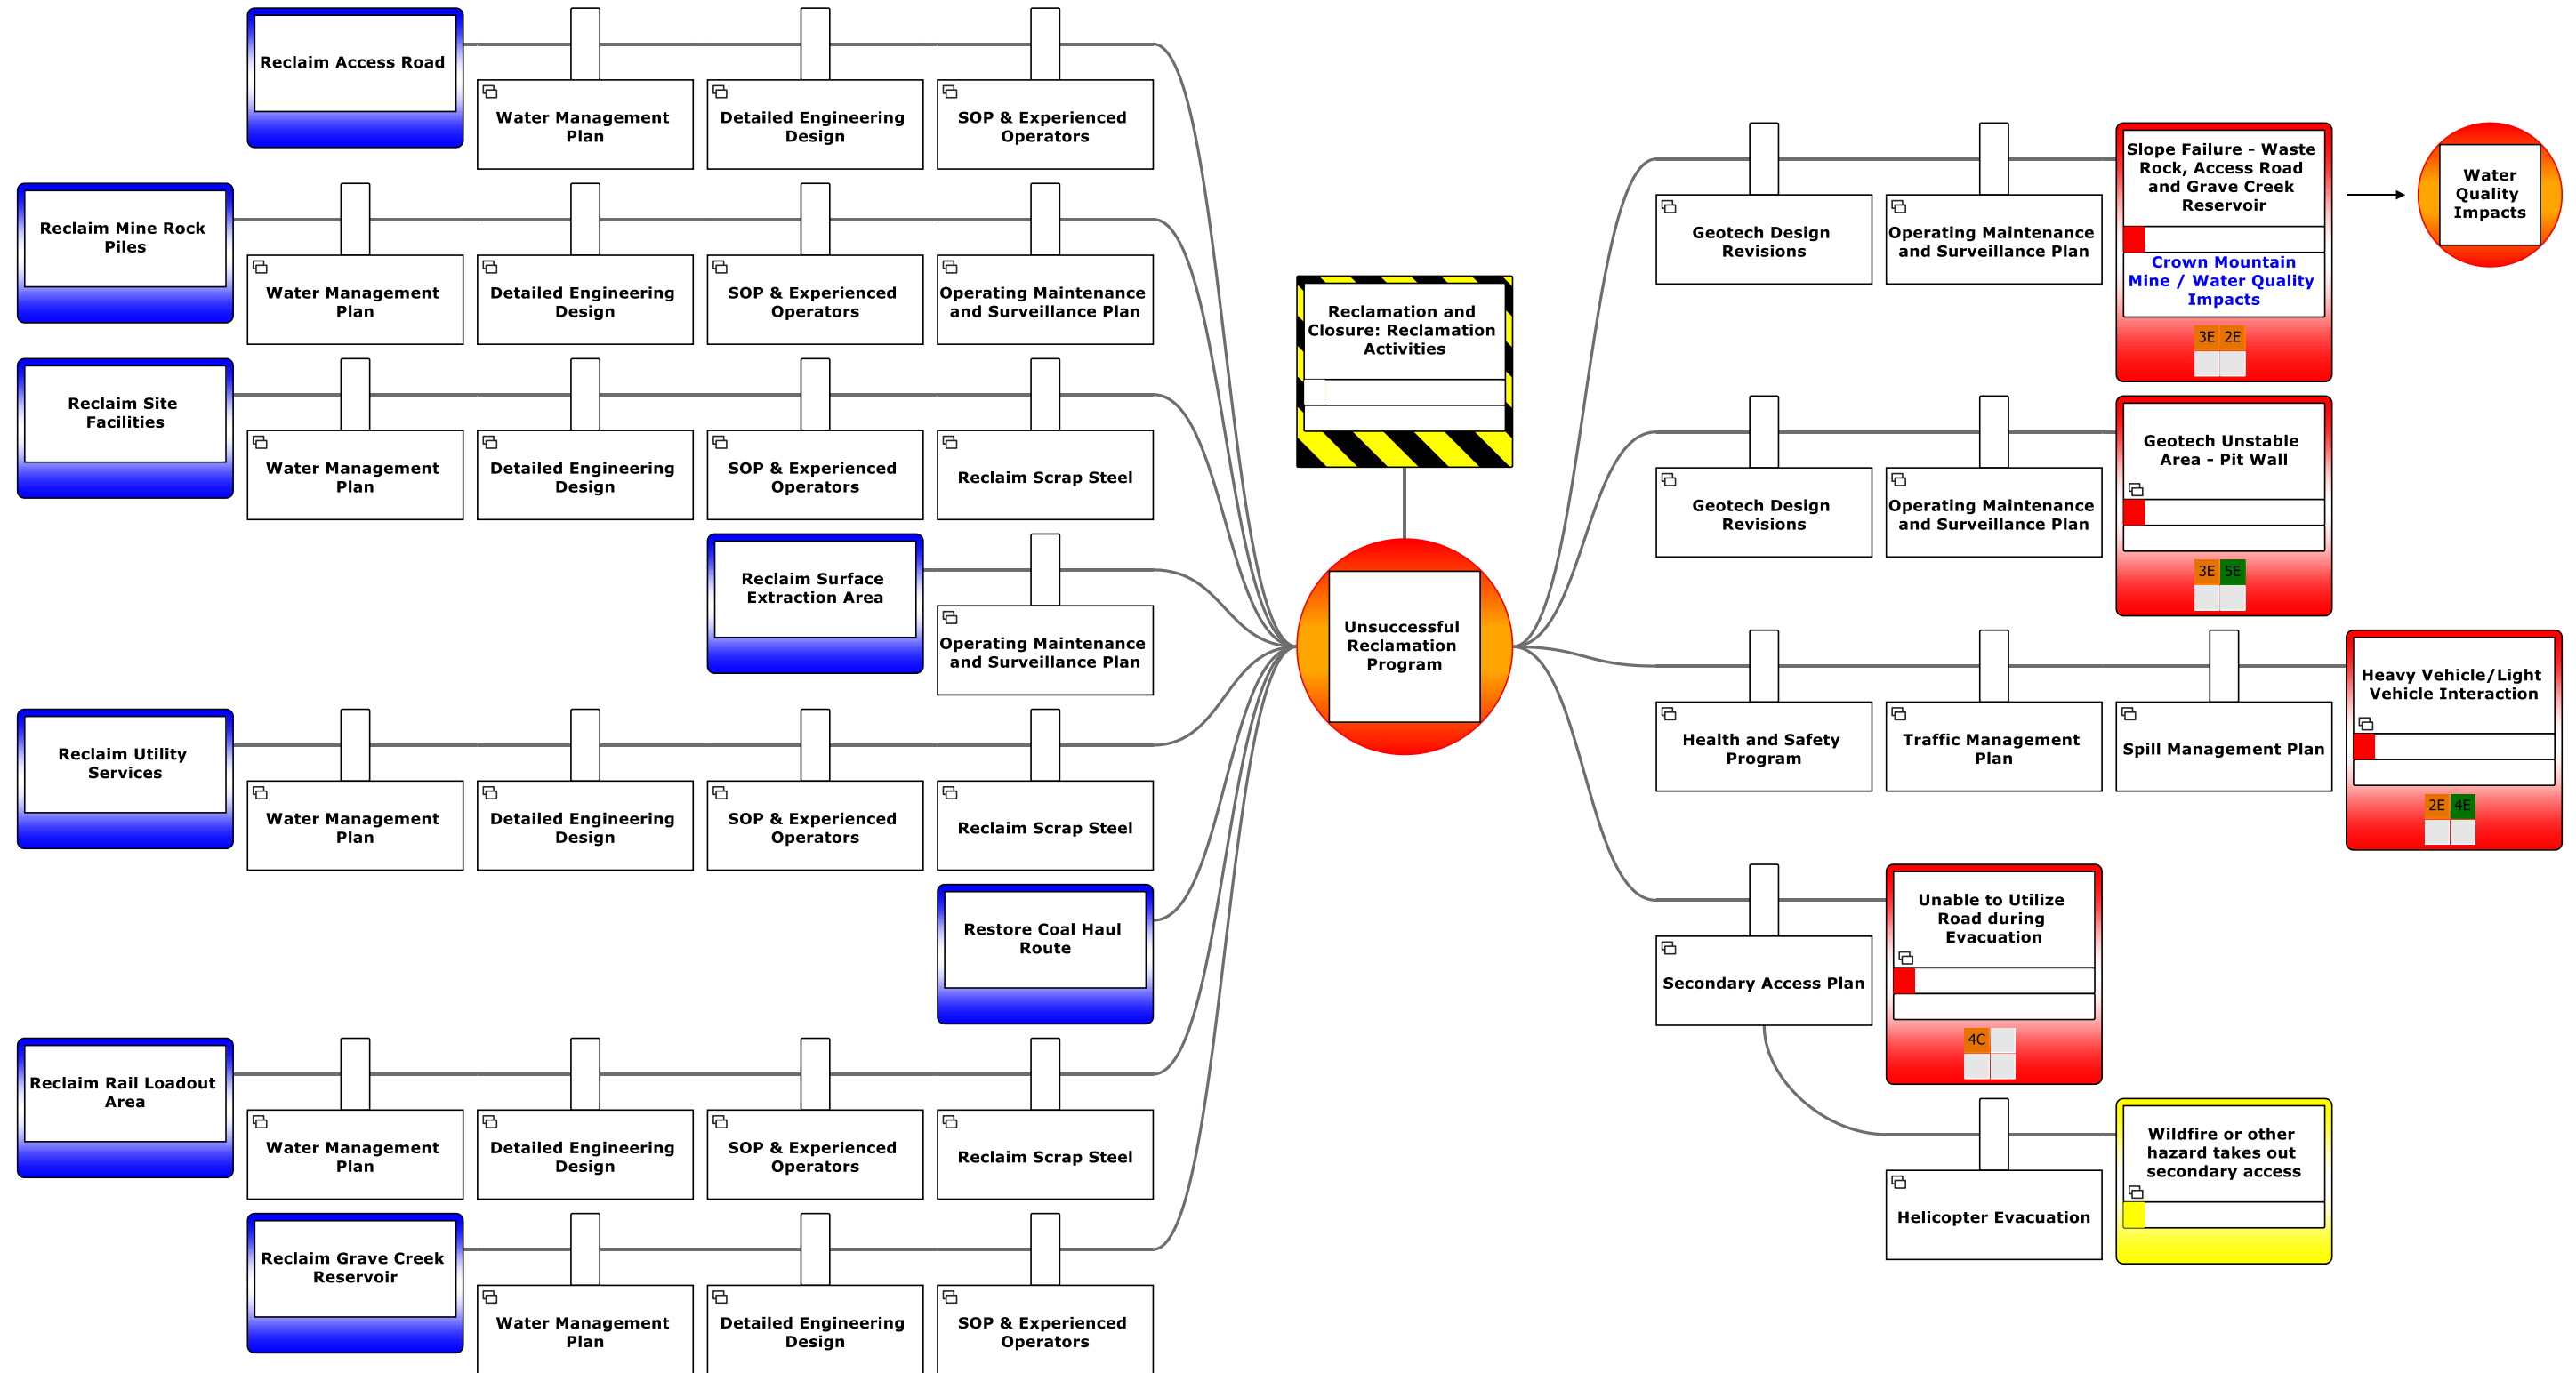 Reclaim Access Road
Water Management
Plan
Detailed Engineering
Design
SOP & Experienced
Operators
Reclaim Mine Rock
Piles
Water Management
Plan
Detailed Engineering
Design
SOP & Experienced
Operators
Operating Maintenance
and Surveillance Plan
Reclaim Site
Facilities
Water Management
Plan
Detailed Engineering
Design
SOP & Experienced
Operators
Reclaim Scrap Steel
Reclaim Surface
Extraction Area
Operating Maintenance
and Surveillance Plan
Reclaim Utility
Services
Water Management
Plan
Detailed Engineering
Design
SOP & Experienced
Operators
Reclaim Scrap Steel
Restore Coal Haul
Route
Reclaim Rail Loadout
Area
Water Management
Plan
Detailed Engineering
Design
SOP & Experienced
Operators
Reclaim Scrap Steel
Reclaim Grave Creek
Reservoir
Water Management
Plan
Detailed Engineering
Design
SOP & Experienced
Operators
Reclamation and
Closure: Reclamation
Activities
Unsuccessful
Reclamation
Program
Geotech Design
Revisions
Operating Maintenance
and Surveillance Plan
Slope Failure - Waste
Rock, Access Road
and Grave Creek
Reservoir
Crown Mountain
Mine / Water Quality
Impacts
3E 2E
Water
Quality
Impacts
Geotech Design
Revisions
Operating Maintenance
and Surveillance Plan
Geotech Unstable
Area - Pit Wall
3E 5E
Health and Safety
Program
Traffic Management
Plan
Spill Management Plan
Heavy Vehicle/Light
Vehicle Interaction
2E 4E
Secondary Access Plan
Unable to Utilize
Road during
Evacuation
4C
Helicopter Evacuation
Wildfire or other
hazard takes out
secondary access